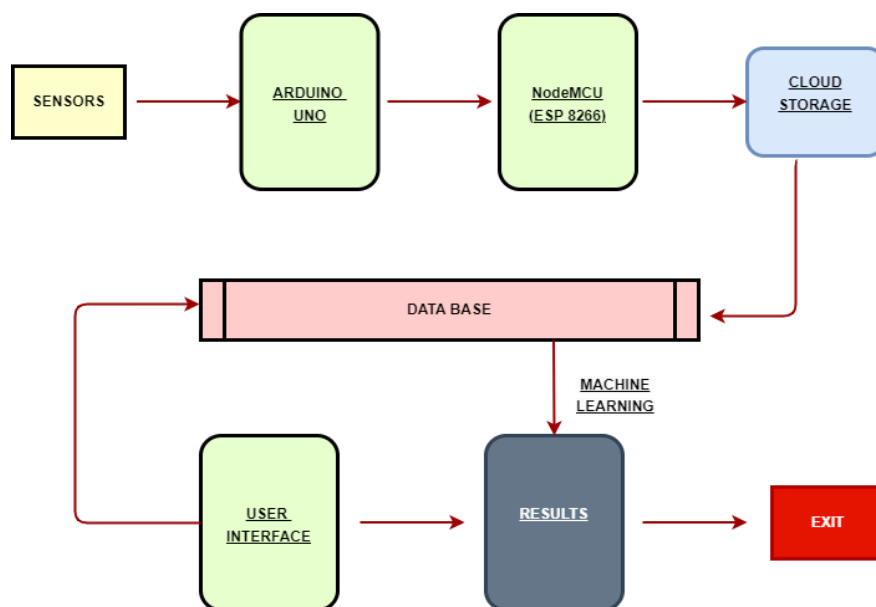 SENSORS
ARDUINO
UNO
NodeMCU
(ESP 8266)
CLOUD
STORAGE
DATA BASE
MACHINE
LEARNING
USER
INTERFACE
RESULTS
EXIT